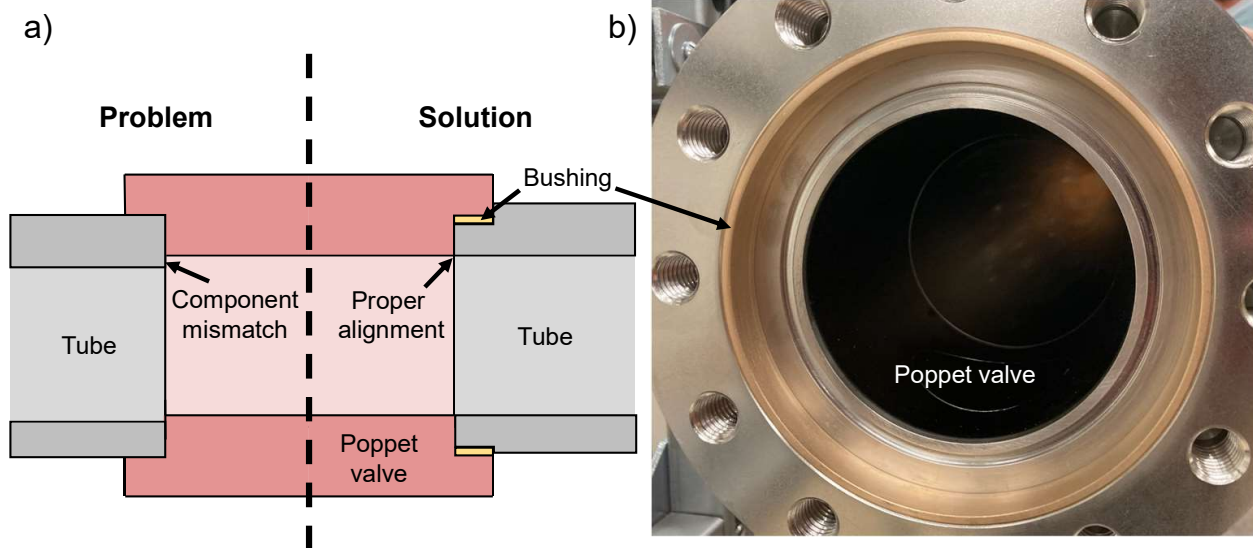 a)
b)
Problem
Solution
Bushing
Component
mismatch
Proper
alignment
Tube
Tube
Poppet
valve
Poppet valve